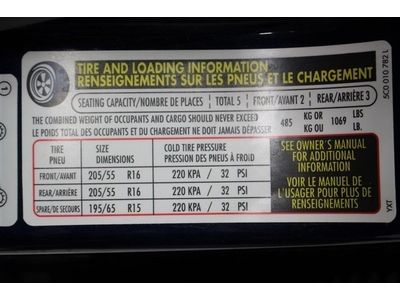 TIRE AND LOADING INFORMATION
RENSEIGNEMENTS SUR LES PNEUS ET LE CHARGEMENT
SEATING CAPACITY/NOMBRE DE PLACES TOTAL 5 FRONT/AVANT 2 REAR/ARRIÈRE 3
THE COMBINED WEIGHT OF OCCUPANTS AND CARGO SHOULD NEVER EXCEED
LE POIDS TOTAL DES OCCUPANTS ET DU CHARGEMENT NE DOIT JAMAIS DÉPASSER
485 KG OR KG OU 1069 LBS. LB.
TIRE PNEU SIZE DIMENSIONS COLD TIRE PRESSURE PRESSION DES PNEUS À FROID
FRONT/AVANT 205/55 R16 220 KPA / 32 PSI
REAR/ARRIÈRE 205/55 R16 220 KPA / 32 PSI
SPARE/DE SECOURS 195/65 R15 220 KPA / 32 PSI
SEE OWNER'S MANUAL
FOR ADDITIONAL
INFORMATION
VOIR LE MANUEL DE
L'USAGER POUR PLUS DE
RENSEIGNEMENTS
5C0 010 782 L
YXT